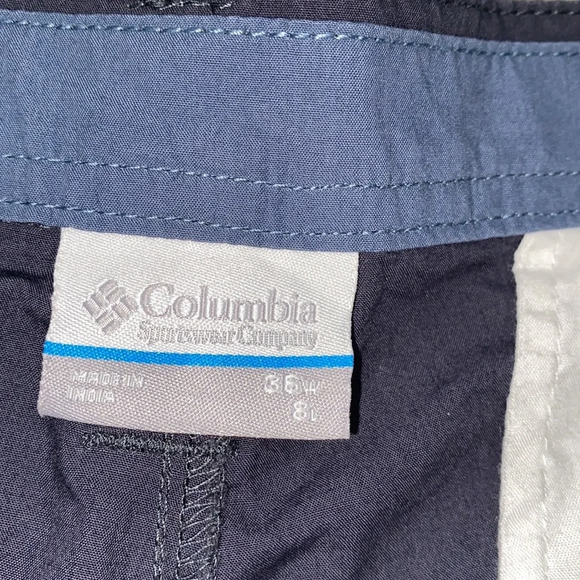 Columbia
Sportswear Company
MADE IN 36W
INDIA 8L